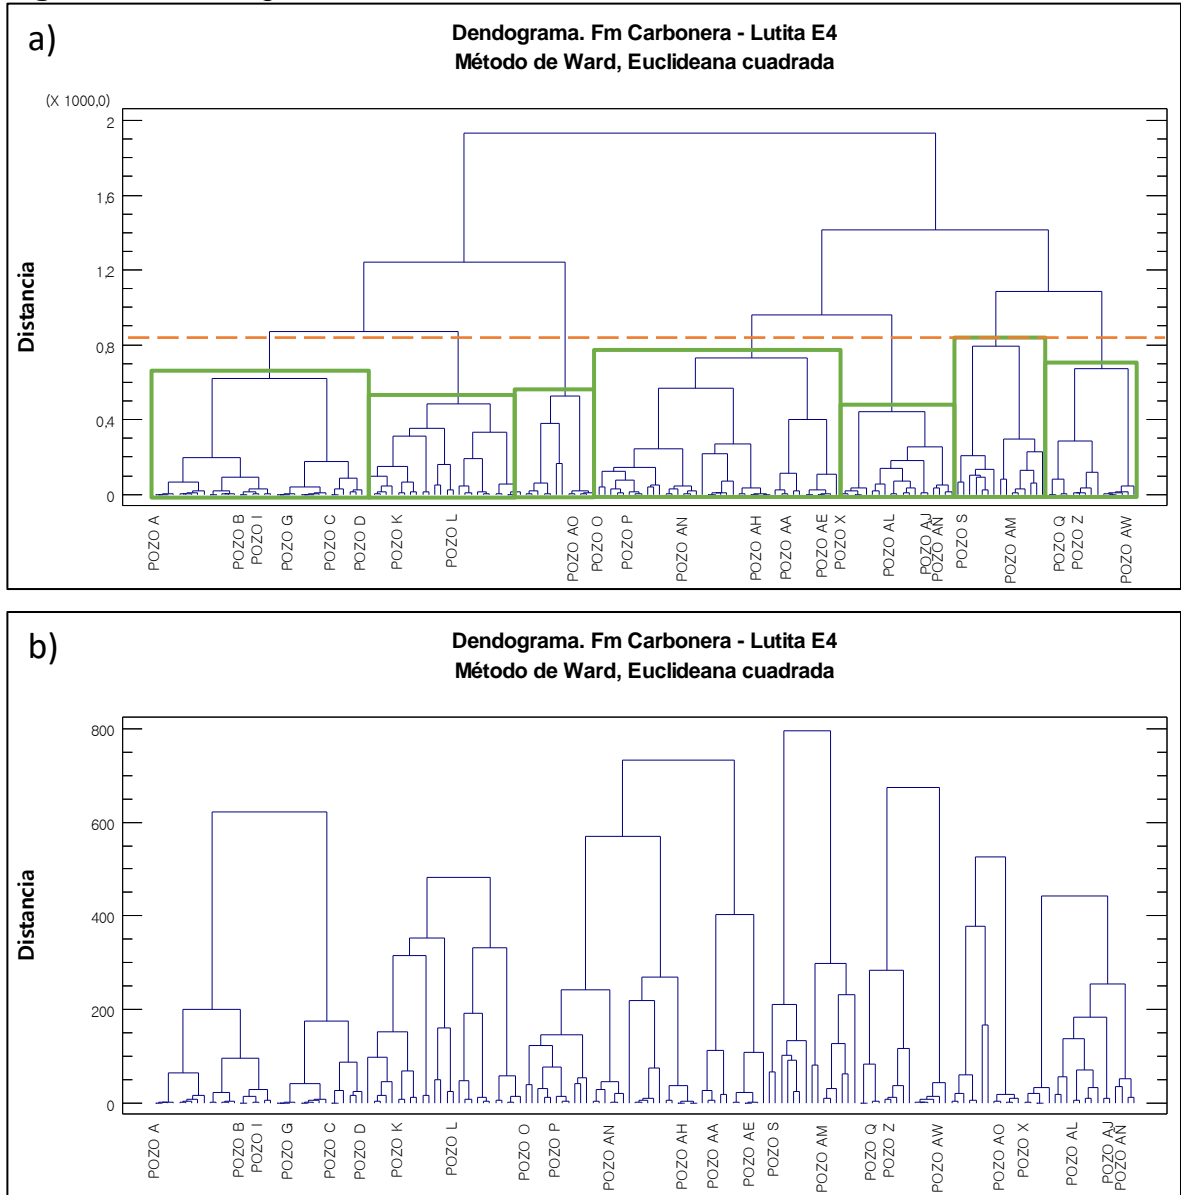 a)
Dendograma. Fm Carbonera - Lutita E4
Método de Ward, Euclideana cuadrada
(X 1000,0)
2
1,6
1,2
0,8
0,4
0
Distancia
POZO A
POZO B
POZO I
POZO G
POZO C
POZO D
POZO K
POZO L
POZO AO
POZO O
POZO P
POZO AN
POZO AH
POZO AA
POZO AE
POZO X
POZO AL
POZO AJ
POZO AN
POZO S
POZO AM
POZO Q
POZO Z
POZO AW
b)
Dendograma. Fm Carbonera - Lutita E4
Método de Ward, Euclideana cuadrada
800
600
400
200
0
Distancia
POZO A
POZO B
POZO I
POZO G
POZO C
POZO D
POZO K
POZO L
POZO O
POZO P
POZO AN
POZO AH
POZO AA
POZO AE
POZO S
POZO AM
POZO Q
POZO Z
POZO AW
POZO AO
POZO X
POZO AL
POZO AJ
POZO AN